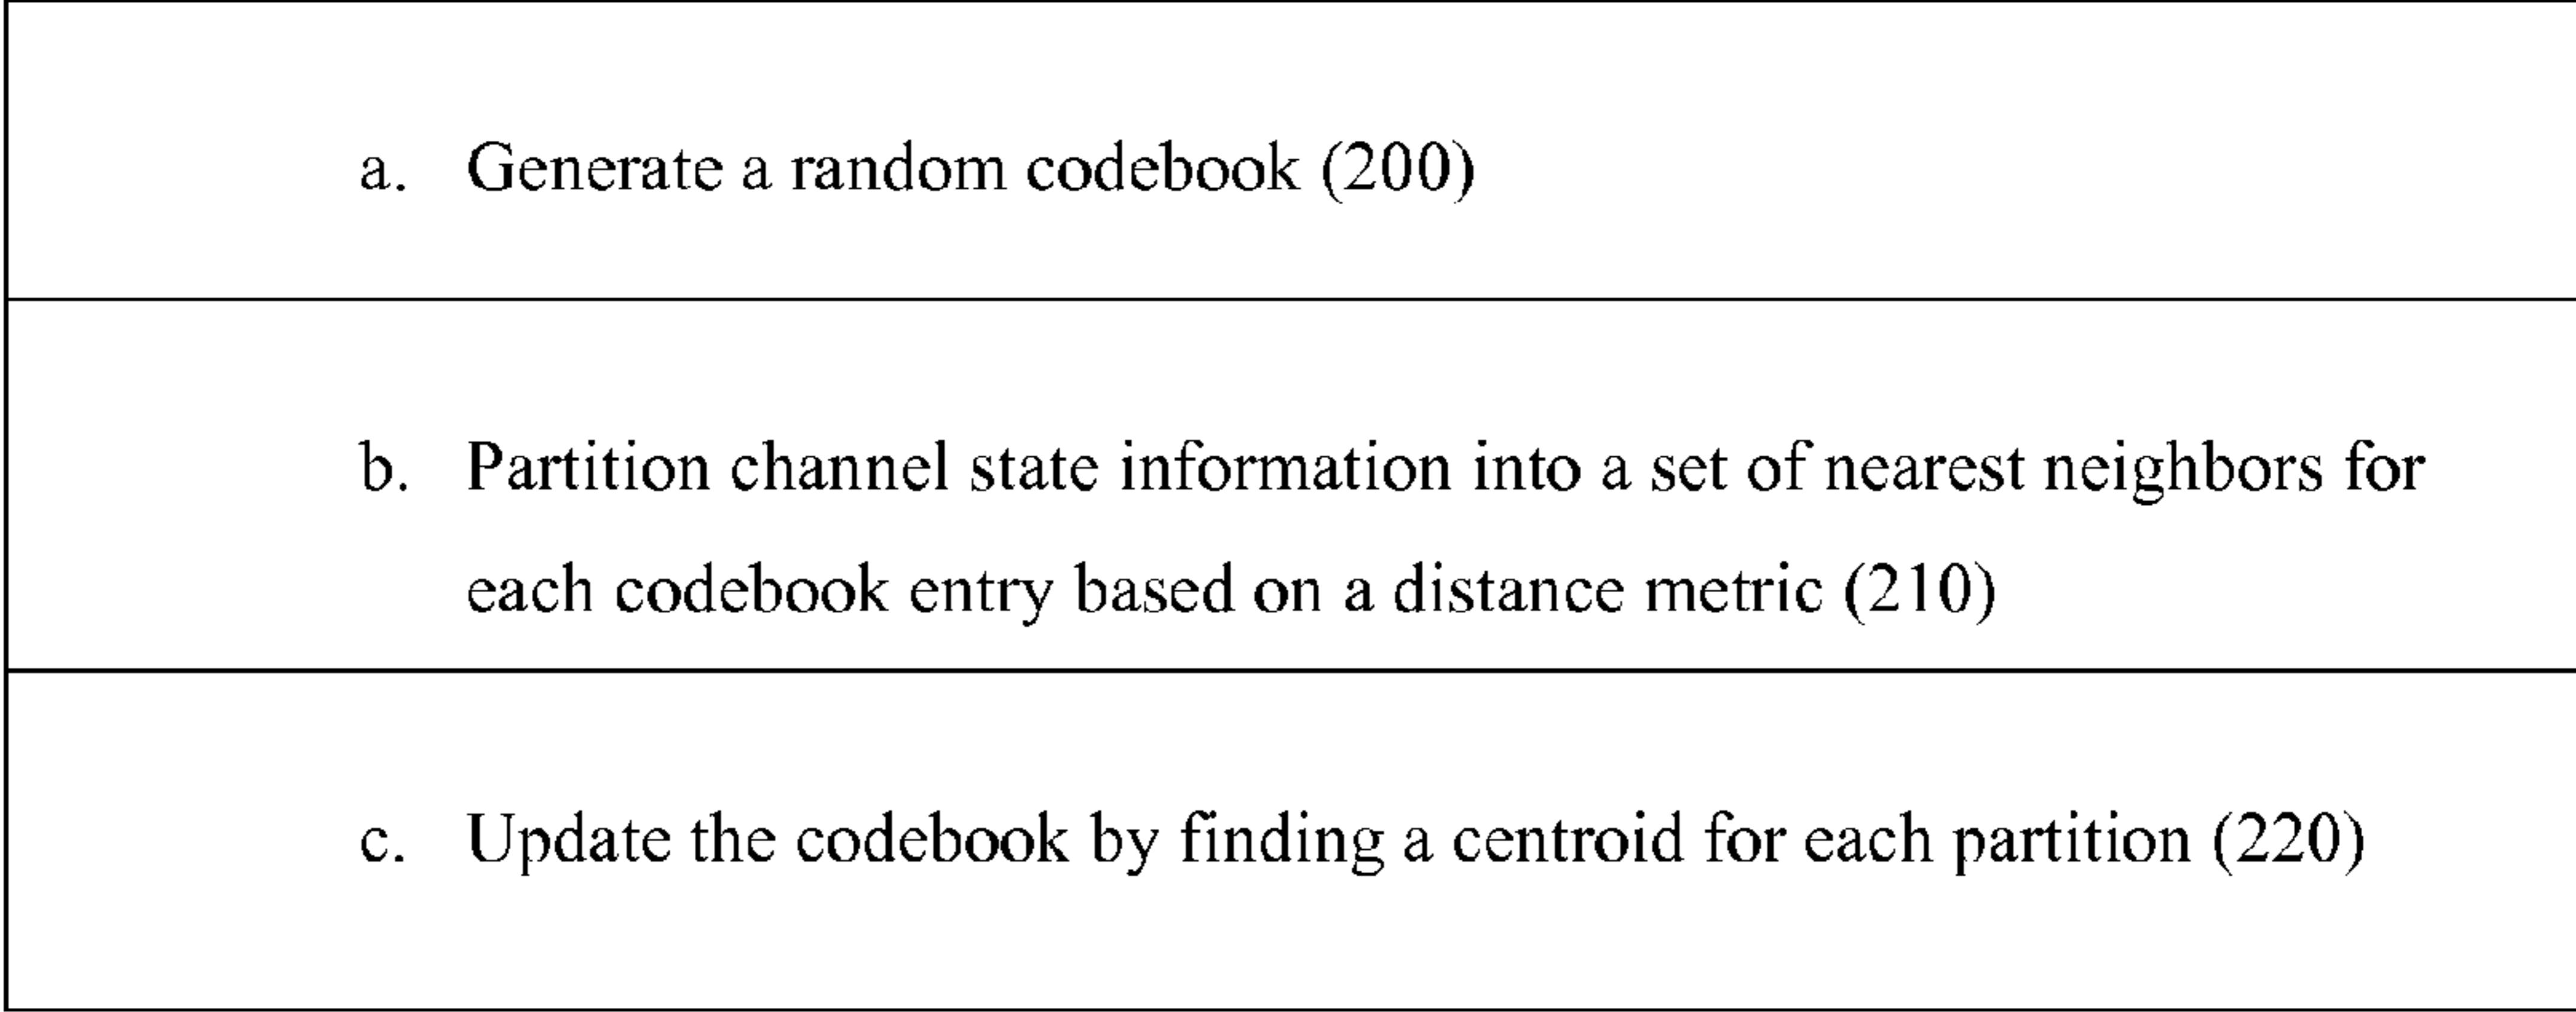 a. Generate a random codebook (200)
b. Partition channel state information into a set of nearest neighbors for
each codebook entry based on a distance metric (210)
c. Update the codebook by finding a centroid for each partition (220)